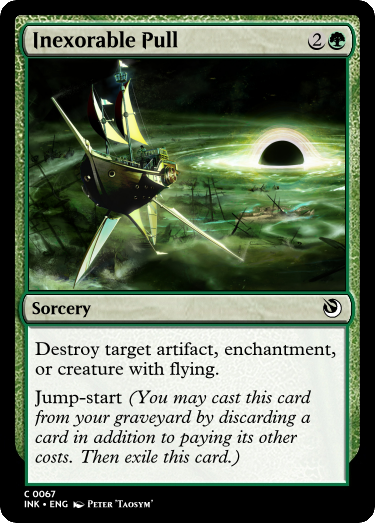 Inexorable Pull 2
Sorcery
Destroy target artifact, enchantment,
or creature with flying.
Jump-start (You may cast this card
from your graveyard by discarding a
card in addition to paying its other
costs. Then exile this card.)
C 0067
INK • ENG Peter 'Taosym'